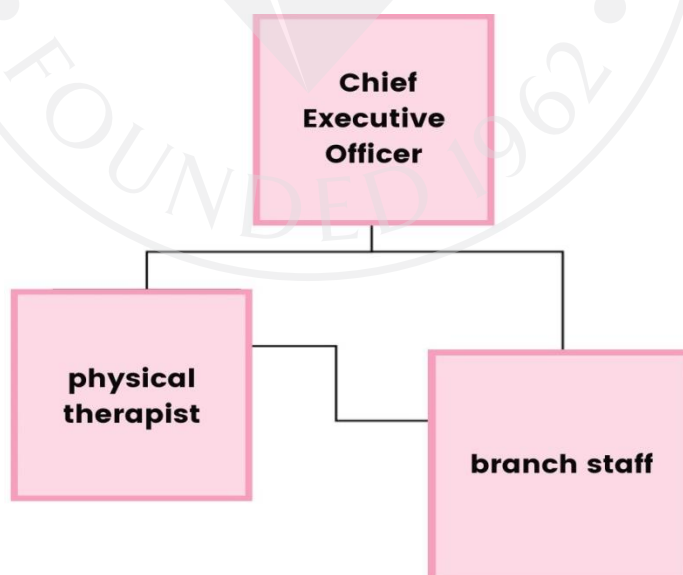 FOUNDED 1962
Chief
Executive
Officer
physical
therapist
branch staff